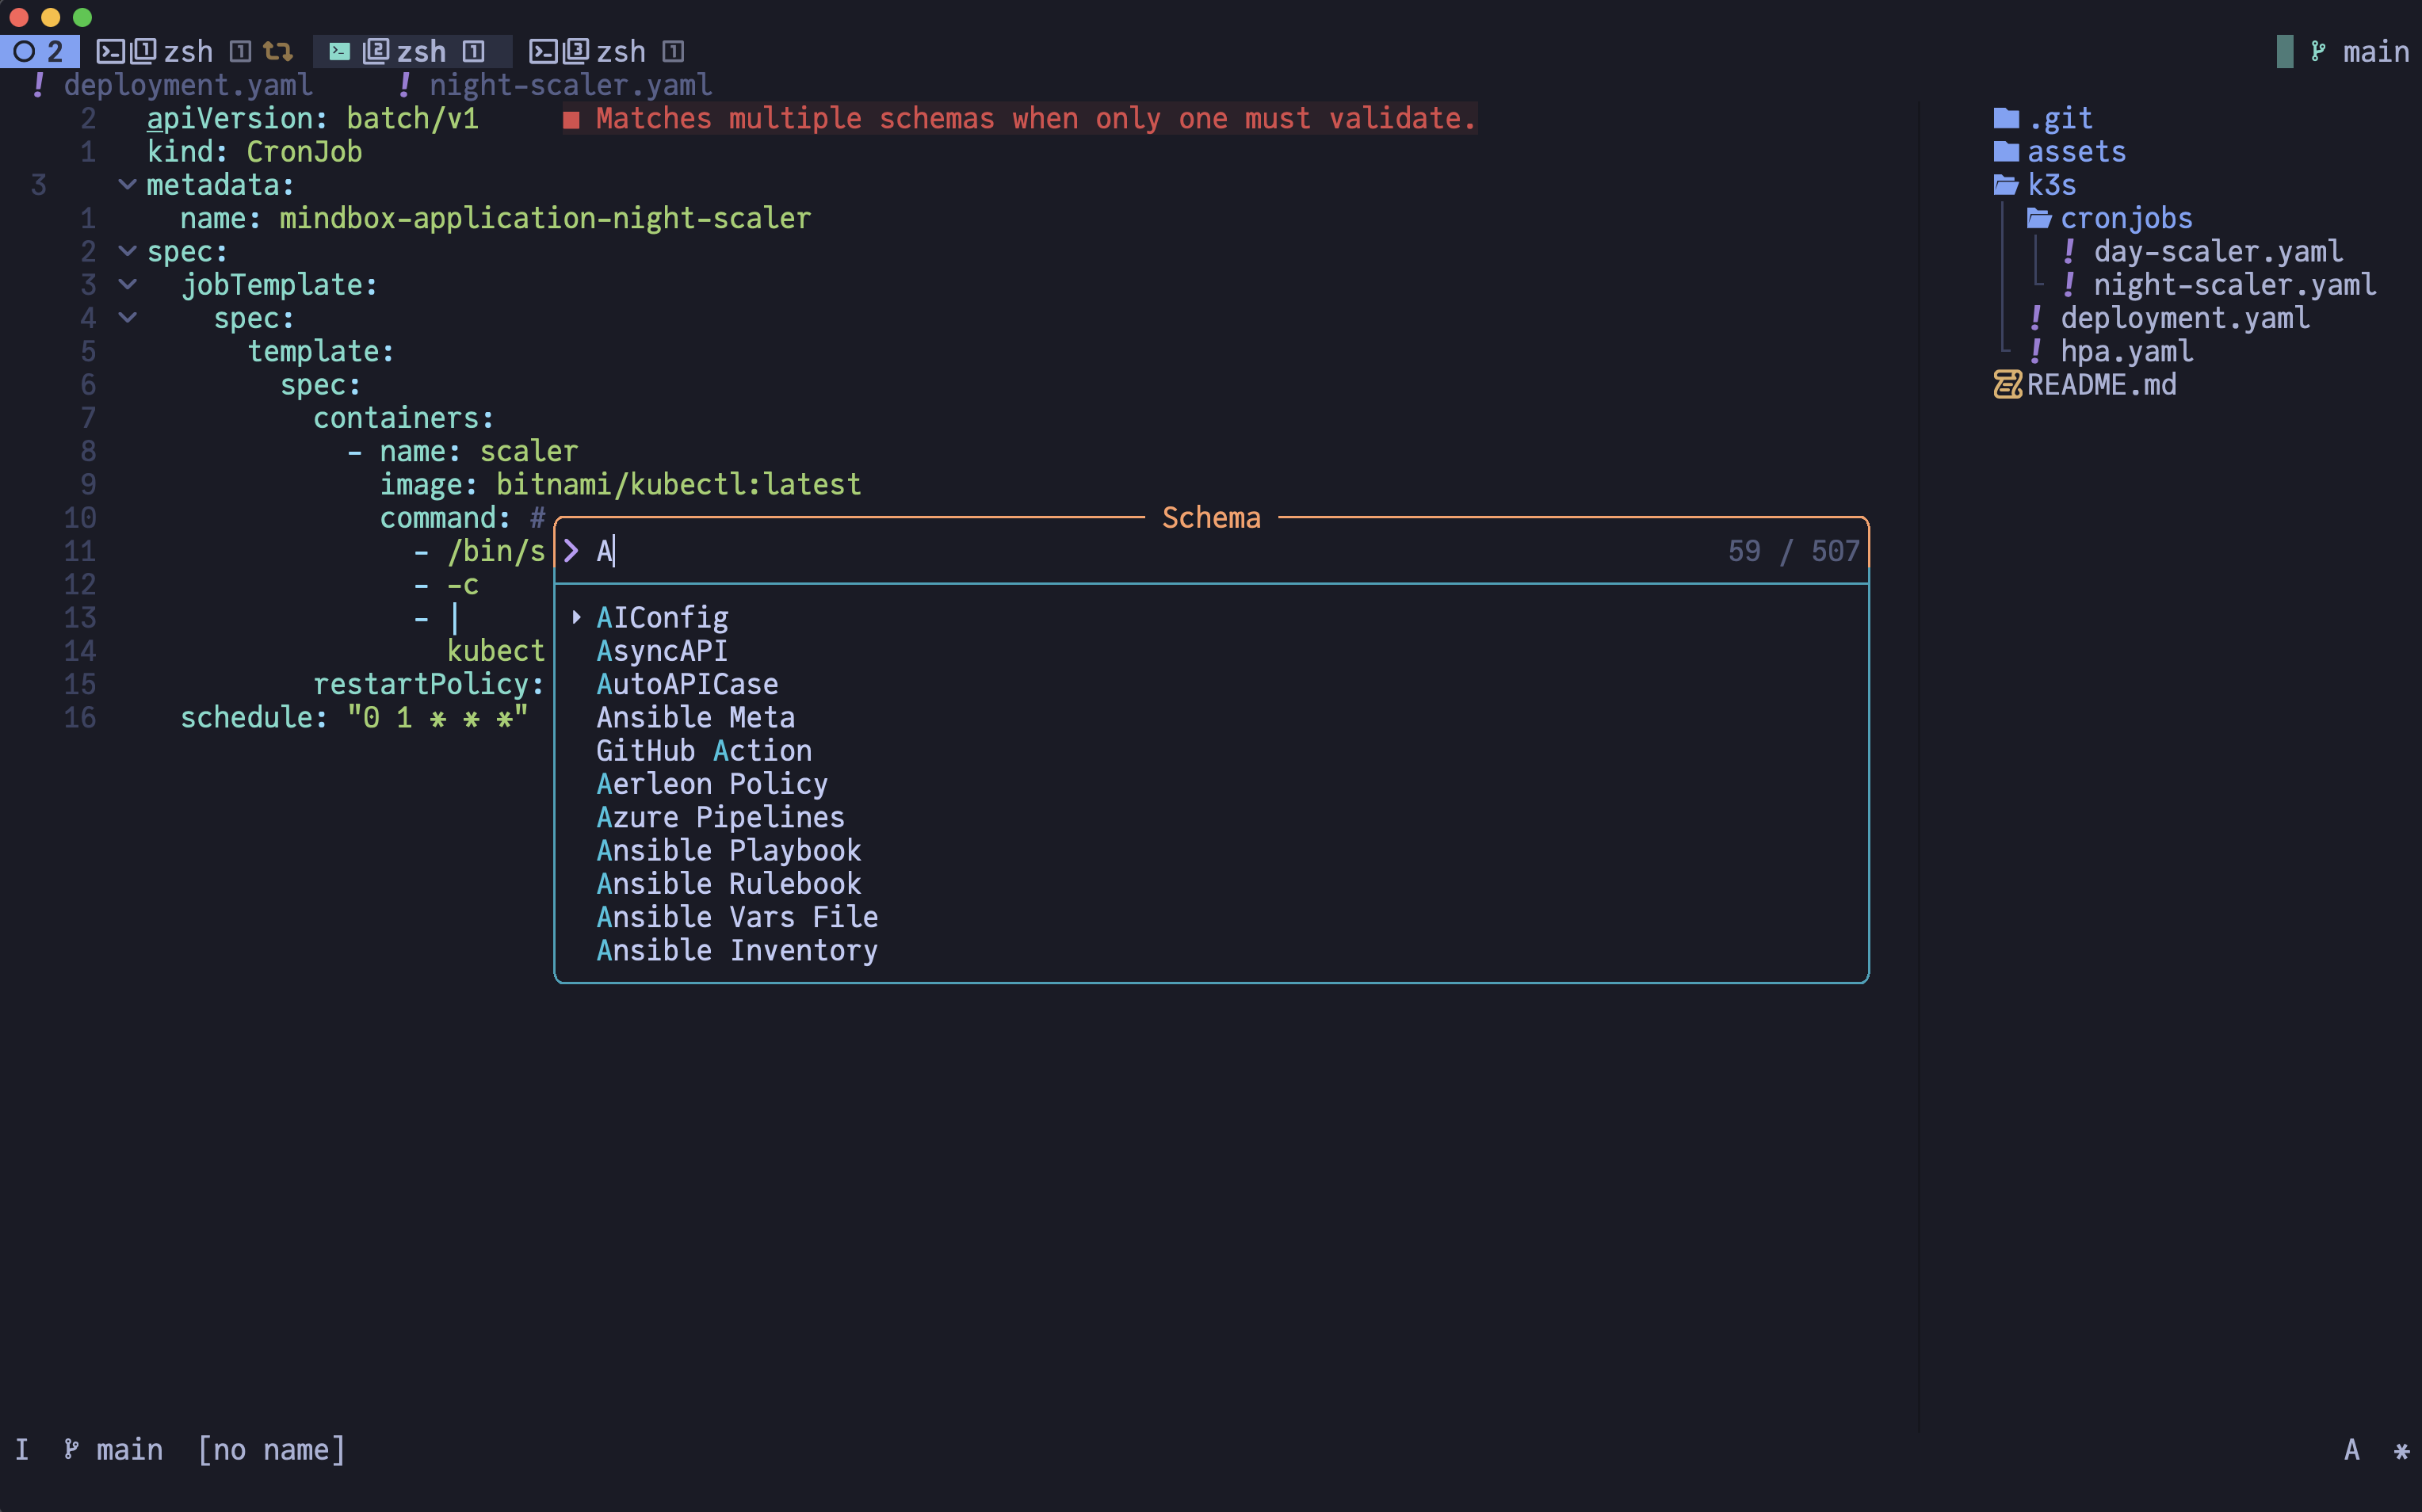 2 1 zsh 1 2 zsh 1 3 zsh 1 main
! deployment.yaml ! night-scaler.yaml
2 apiVersion: batch/v1 ■ Matches multiple schemas when only one must validate.
1 kind: CronJob
3 metadata:
1 name: mindbox-application-night-scaler
2 spec:
3 jobTemplate:
4 spec:
5 template:
6 spec:
7 containers:
8 - name: scaler
9 image: bitnami/kubectl:latest
10 command: #
11 - /bin/s
12 - -c
13 - |
14 kubect
15 restartPolicy:
16 schedule: "0 1 * * *"
Schema
> A 59 / 507
AIConfig
AsyncAPI
AutoAPICase
Ansible Meta
GitHub Action
Aerleon Policy
Azure Pipelines
Ansible Playbook
Ansible Rulebook
Ansible Vars File
Ansible Inventory
.git
assets
k3s
cronjobs
! day-scaler.yaml
! night-scaler.yaml
! deployment.yaml
! hpa.yaml
README.md
I main [no name] A *